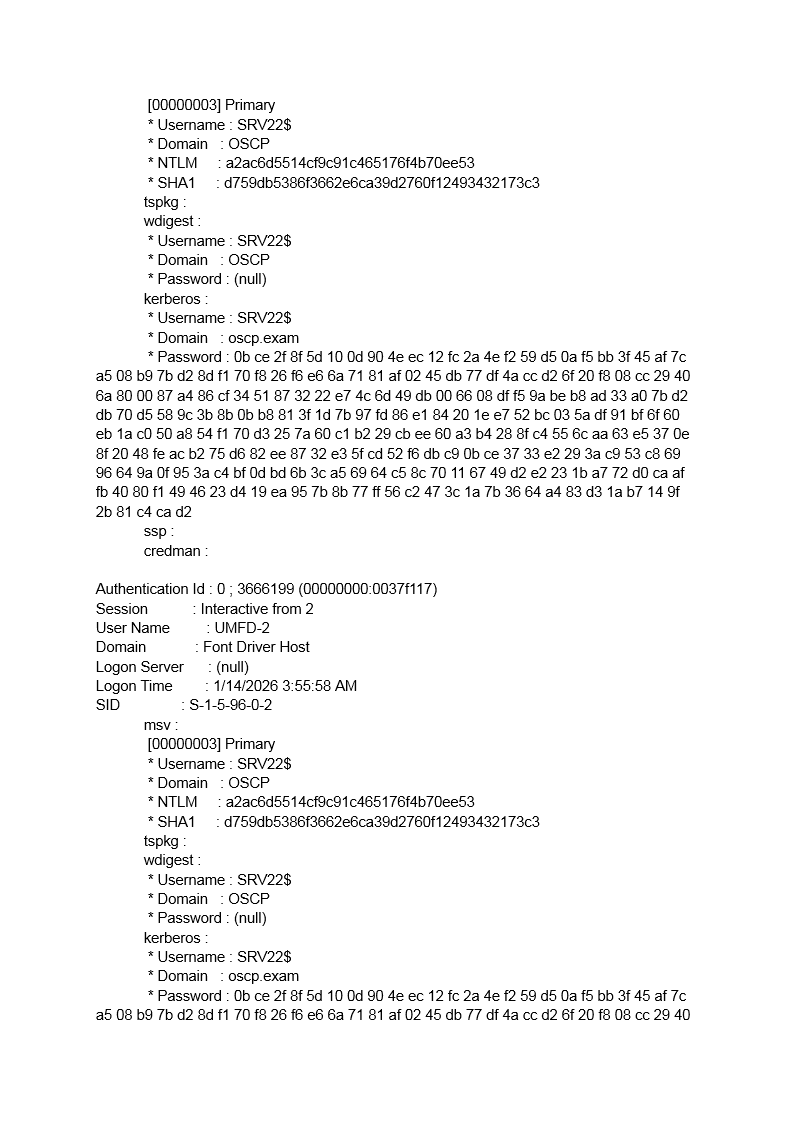 [00000003] Primary
* Username : SRV22$
* Domain : OSCP
* NTLM : a2ac6d5514cf9c91c465176f4b70ee53
* SHA1 : d759db5386f3662e6ca39d2760f12493432173c3
tspkg :
wdigest :
* Username : SRV22$
* Domain : OSCP
* Password : (null)
kerberos :
* Username : SRV22$
* Domain : oscp.exam
* Password : 0b ce 2f 8f 5d 10 0d 90 4e ec 12 fc 2a 4e f2 59 d5 0a f5 bb 3f 45 af 7c
a5 08 b9 7b d2 8d f1 70 f8 26 f6 e6 6a 71 81 af 02 45 db 77 df 4a cc d2 6f 20 f8 08 cc 29 40
6a 80 00 87 a4 86 cf 34 51 87 32 22 e7 4c 6d 49 db 00 66 08 df f5 9a be b8 ad 33 a0 7b d2
db 70 d5 58 9c 3b 8b 0b b8 81 3f 1d 7b 97 fd 86 e1 84 20 1e e7 52 bc 03 5a df 91 bf 6f 60
eb 1a c0 50 a8 54 f1 70 d3 25 7a 60 c1 b2 29 cb ee 60 a3 b4 28 8f c4 55 6c aa 63 e5 37 0e
8f 20 48 fe ac b2 75 d6 82 ee 87 32 e3 5f cd 52 f6 db c9 0b ce 37 33 e2 29 3a c9 53 c8 69
96 64 9a 0f 95 3a c4 bf 0d bd 6b 3c a5 69 64 c5 8c 70 11 67 49 d2 e2 23 1b a7 72 d0 ca af
fb 40 80 f1 49 46 23 d4 19 ea 95 7b 8b 77 ff 56 c2 47 3c 1a 7b 36 64 a4 83 d3 1a b7 14 9f
2b 81 c4 ca d2
ssp :
credman :
Authentication Id : 0 ; 3666199 (00000000:0037f117)
Session : Interactive from 2
User Name : UMFD-2
Domain : Font Driver Host
Logon Server : (null)
Logon Time : 1/14/2026 3:55:58 AM
SID : S-1-5-96-0-2
msv :
[00000003] Primary
* Username : SRV22$
* Domain : OSCP
* NTLM : a2ac6d5514cf9c91c465176f4b70ee53
* SHA1 : d759db5386f3662e6ca39d2760f12493432173c3
tspkg :
wdigest :
* Username : SRV22$
* Domain : OSCP
* Password : (null)
kerberos :
* Username : SRV22$
* Domain : oscp.exam
* Password : 0b ce 2f 8f 5d 10 0d 90 4e ec 12 fc 2a 4e f2 59 d5 0a f5 bb 3f 45 af 7c
a5 08 b9 7b d2 8d f1 70 f8 26 f6 e6 6a 71 81 af 02 45 db 77 df 4a cc d2 6f 20 f8 08 cc 29 40